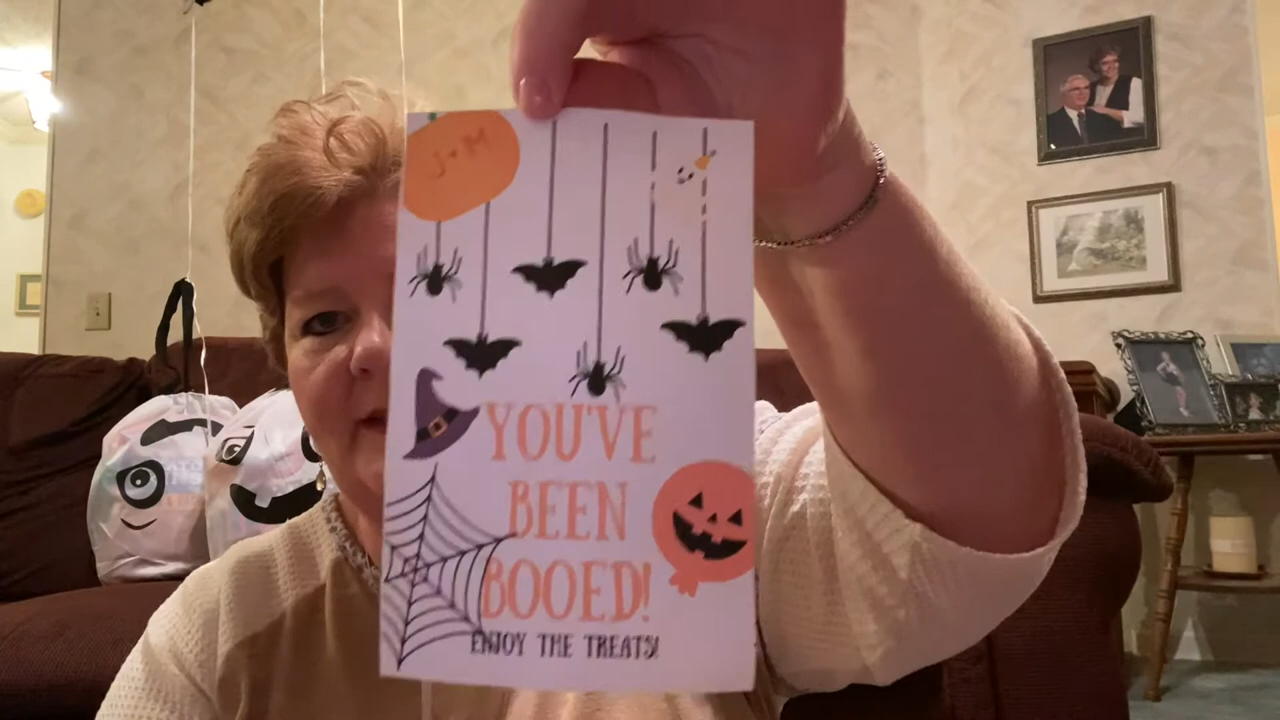 J • M
YOU'VE
BEEN
BOOED!
ENJOY THE TREATS!